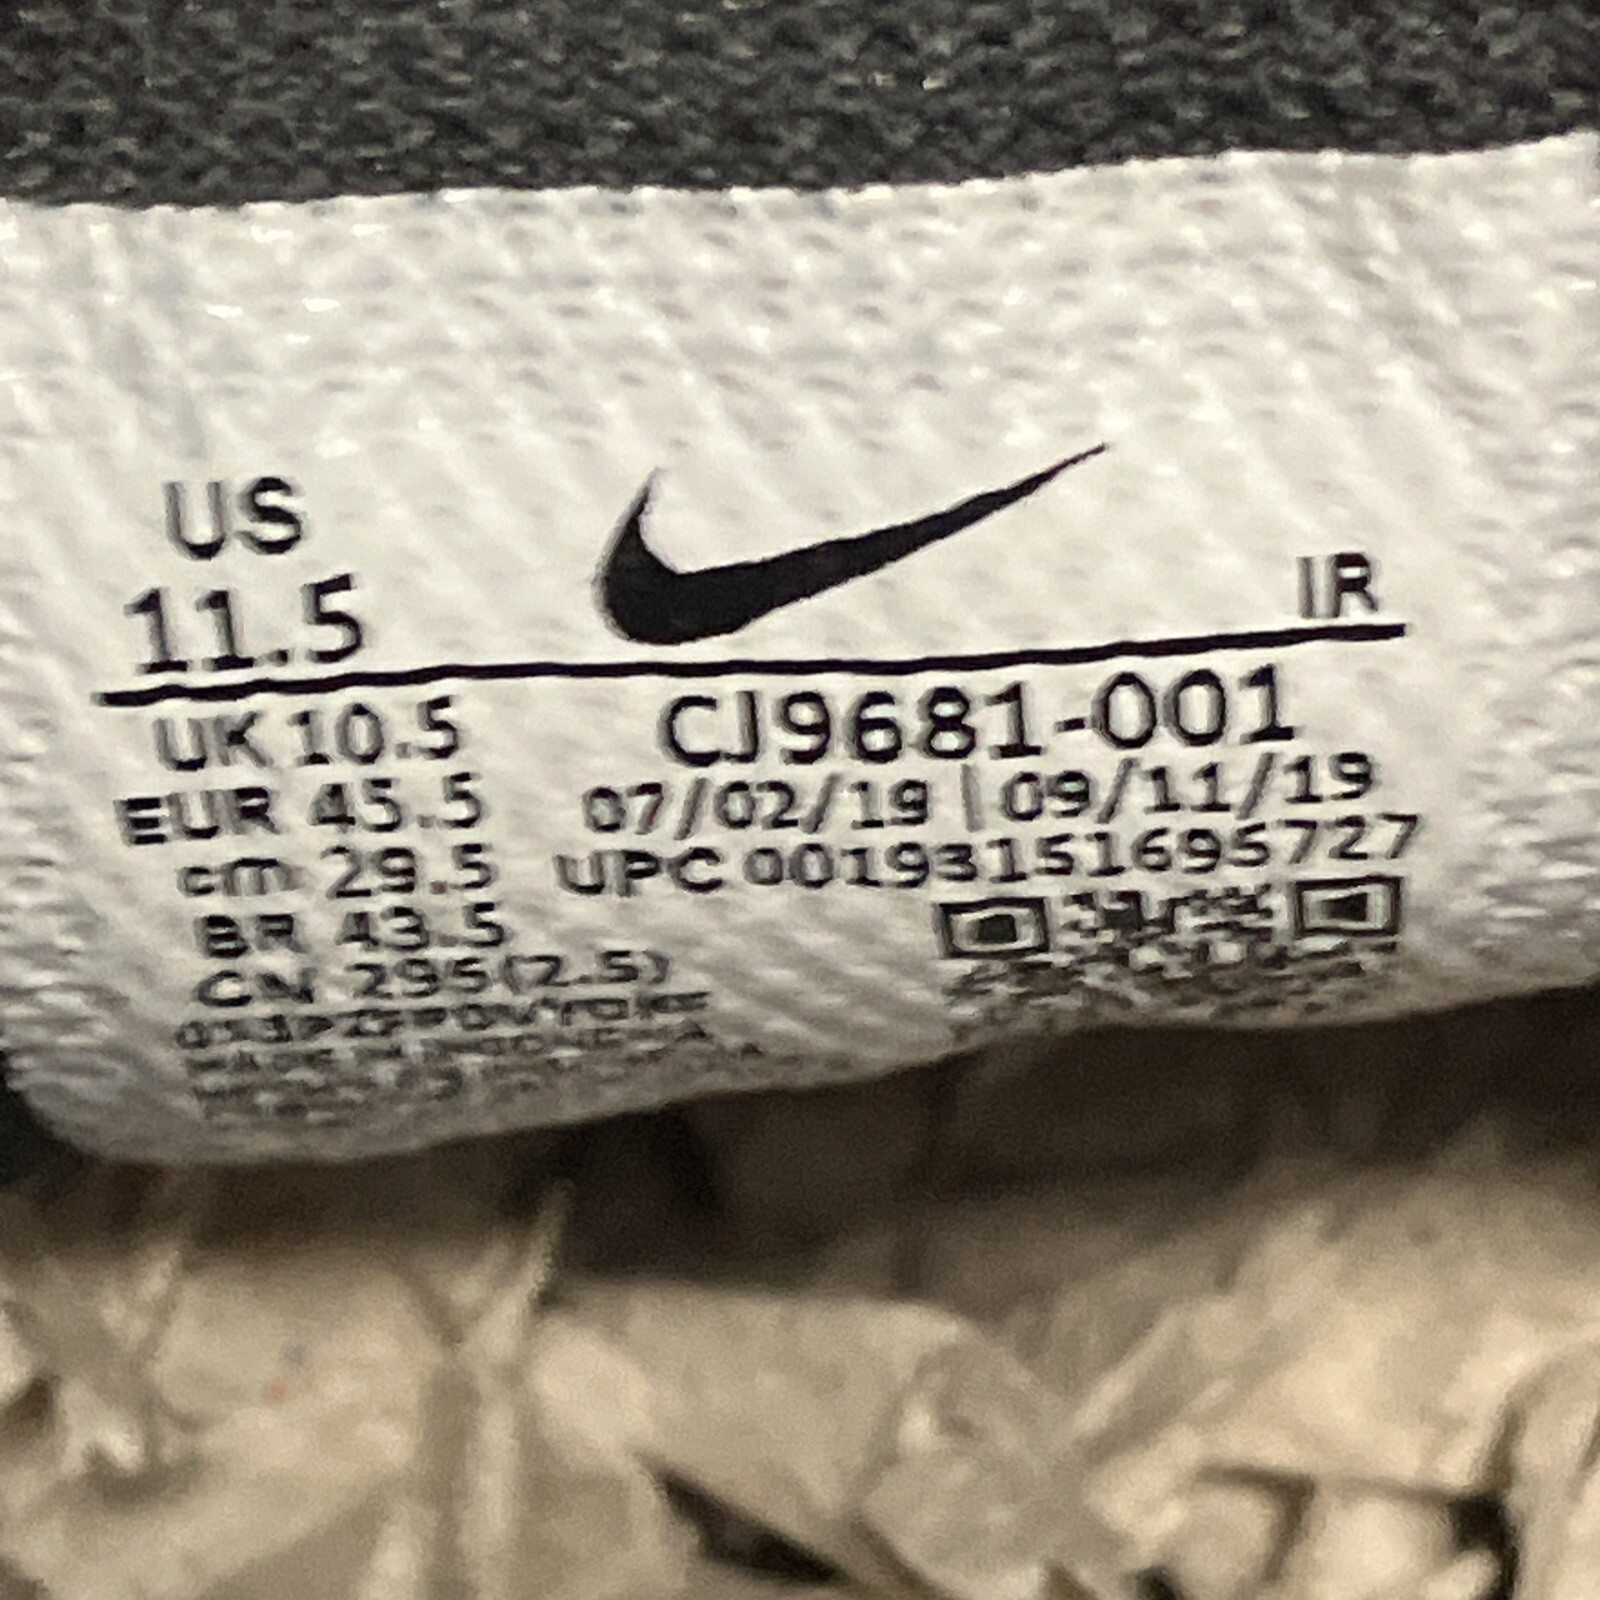 US
11.5
IR
UK 10.5
CJ9681-001
EUR 45.5
07/02/19 | 09/11/19
cm 29.5
UPC 00193151695727
BR 43.5
CN 295(2.5)